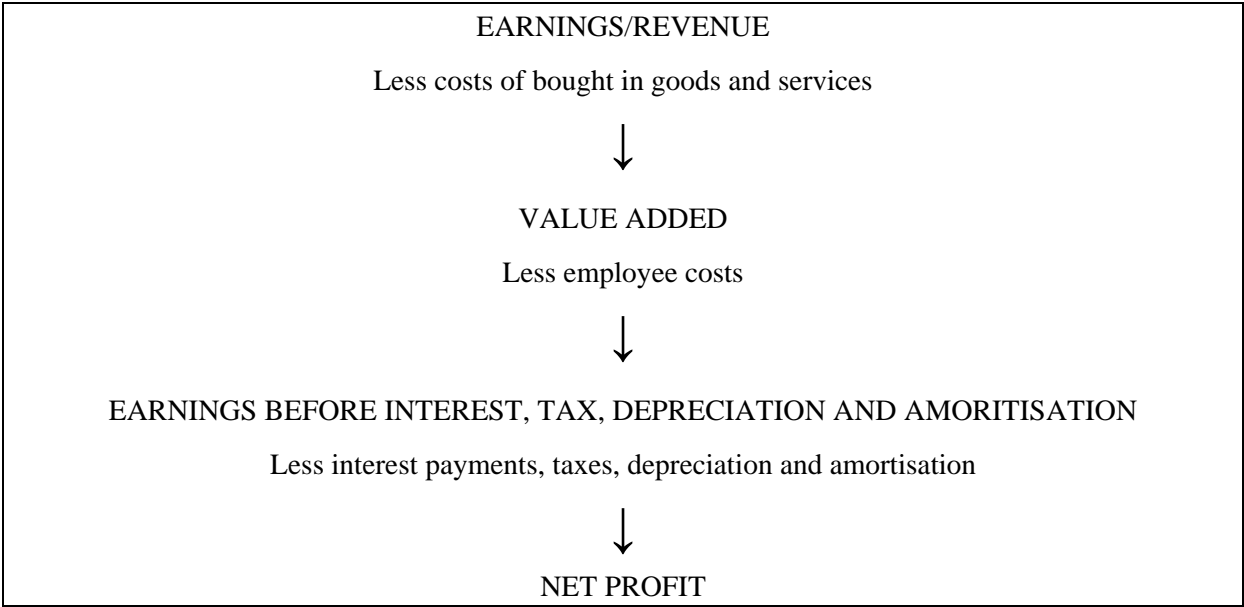 EARNINGS/REVENUE
Less costs of bought in goods and services
↓
VALUE ADDED
Less employee costs
↓
EARNINGS BEFORE INTEREST, TAX, DEPRECIATION AND AMORITISATION
Less interest payments, taxes, depreciation and amortisation
↓
NET PROFIT